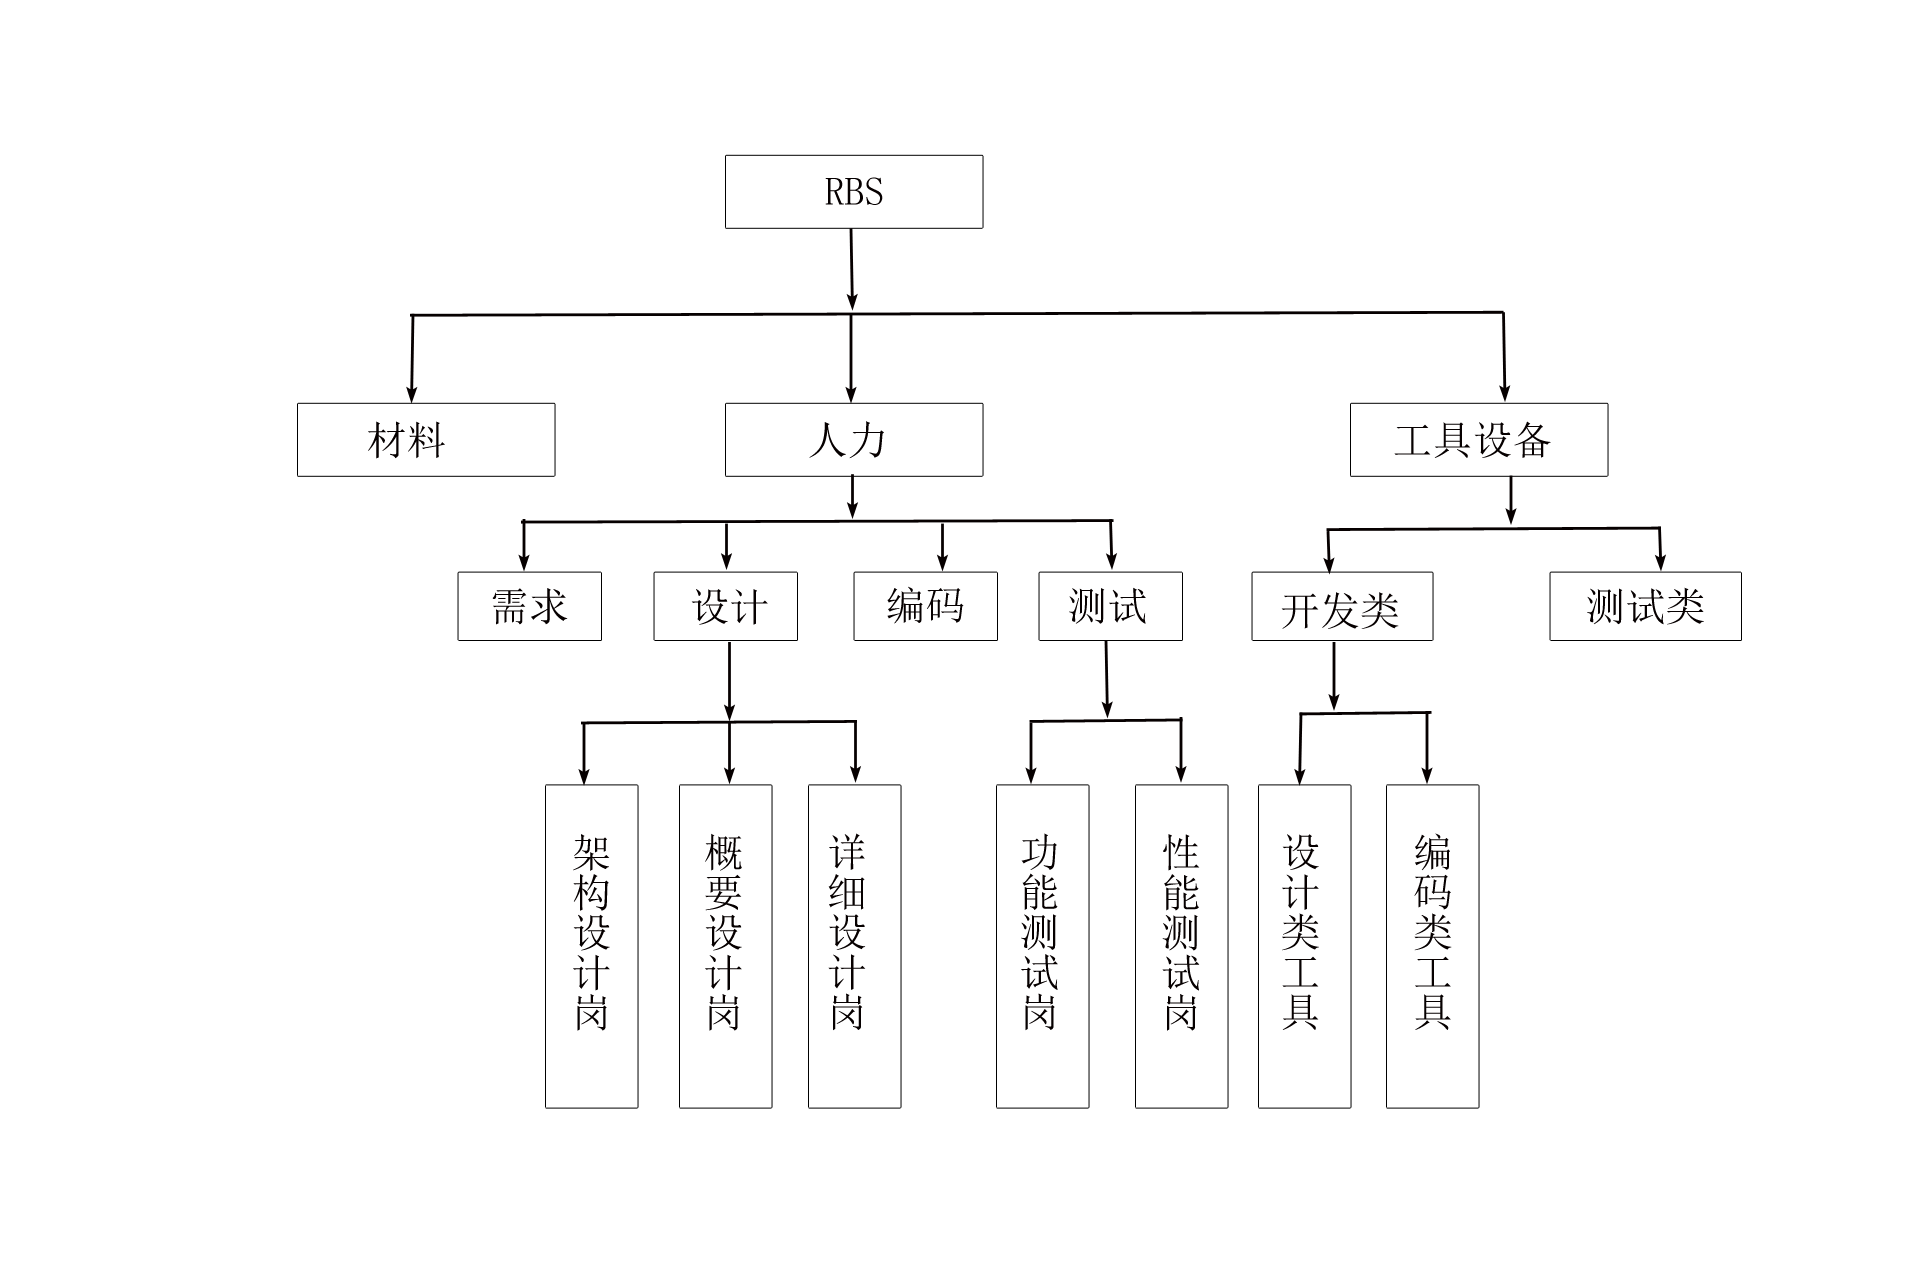 RBS
材料
人力
工具设备
需求
设计
编码
测试
开发类
测试类
架构设计岗
概要设计岗
详细设计岗
功能测试岗
性能测试岗
设计类工具
编码类工具